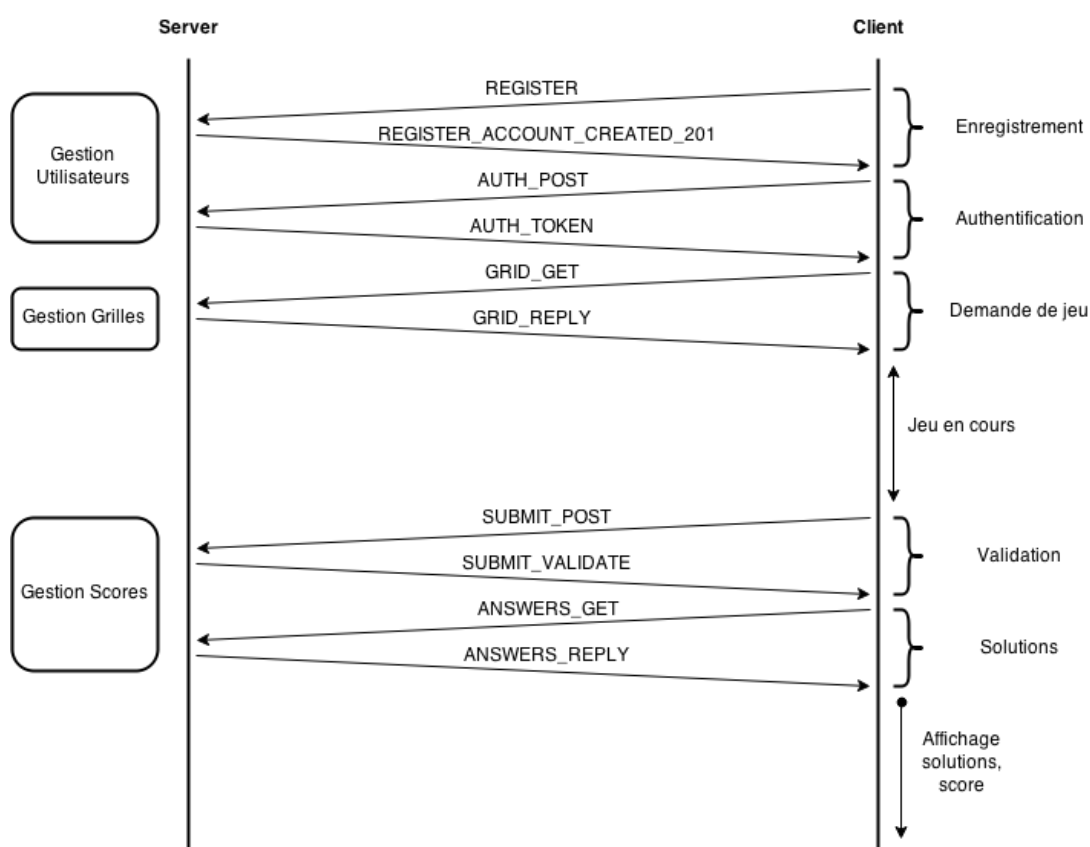 Server
Client
REGISTER
REGISTER_ACCOUNT_CREATED_201
Enregistrement
Gestion
Utilisateurs
AUTH_POST
AUTH_TOKEN
Authentification
GRID_GET
Gestion Grilles
GRID_REPLY
Demande de jeu
Jeu en cours
SUBMIT_POST
SUBMIT_VALIDATE
Validation
Gestion Scores
ANSWERS_GET
ANSWERS_REPLY
Solutions
Affichage
solutions,
score